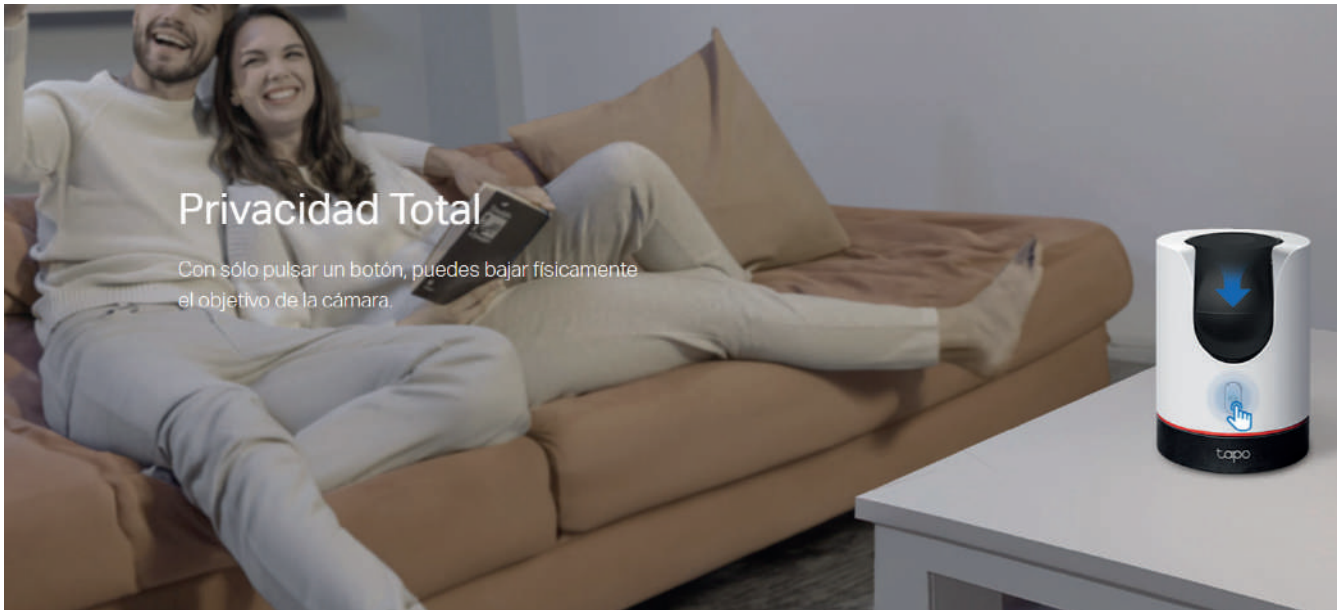 Privacidad Total
Con sólo pulsar un botón, puedes bajar físicamente
el objetivo de la cámara.
tapo